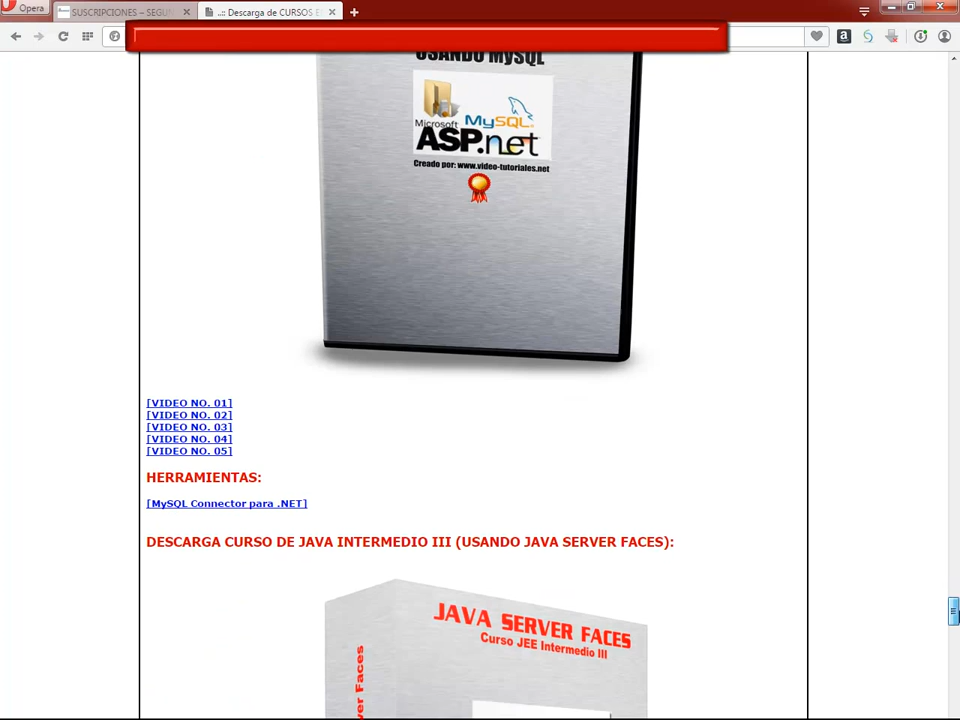 Opera
SUSCRIPCIONES – SEGUN
..:: Descarga de CURSOS E
USANDO MySQL
Microsoft
MySQL
ASP.net
Creado por: www.video-tutoriales.net
[VIDEO NO. 01]
[VIDEO NO. 02]
[VIDEO NO. 03]
[VIDEO NO. 04]
[VIDEO NO. 05]
HERRAMIENTAS:
[MySQL Connector para .NET]
DESCARGA CURSO DE JAVA INTERMEDIO III (USANDO JAVA SERVER FACES):
JAVA SERVER FACES
Curso JEE Intermedio III
ver Faces